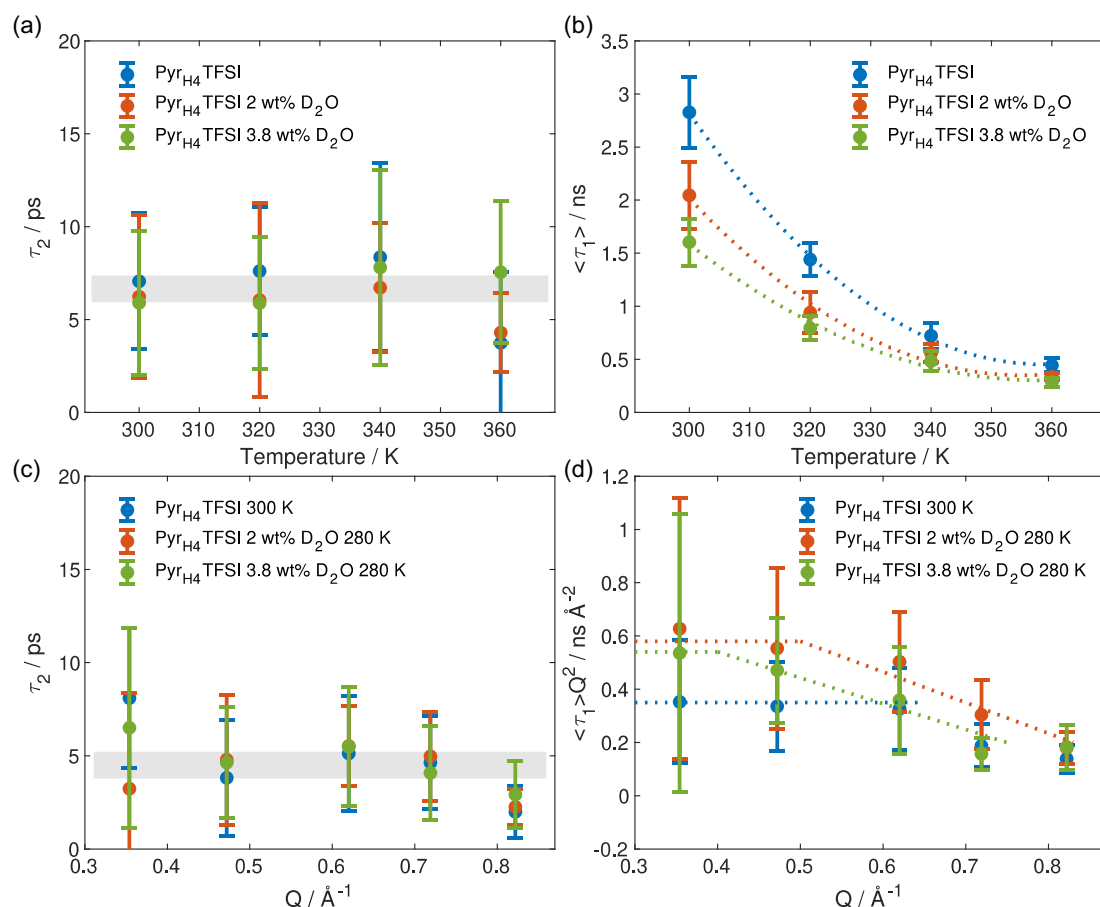 (a)
20
15
10
5
0
τ2 / ps
PyrH4TFSI
PyrH4TFSI 2 wt% D2O
PyrH4TFSI 3.8 wt% D2O
300 310 320 330 340 350 360
Temperature / K
(b)
3.5
3
2.5
2
1.5
1
0.5
0
<τ1> / ns
PyrH4TFSI
PyrH4TFSI 2 wt% D2O
PyrH4TFSI 3.8 wt% D2O
300 310 320 330 340 350 360
Temperature / K
(c)
20
15
10
5
0
τ2 / ps
PyrH4TFSI 300 K
PyrH4TFSI 2 wt% D2O 280 K
PyrH4TFSI 3.8 wt% D2O 280 K
0.3 0.4 0.5 0.6 0.7 0.8
Q / Å-1
(d)
1.2
1
0.8
0.6
0.4
0.2
0
-0.2
<τ1>Q2 / ns Å-2
PyrH4TFSI 300 K
PyrH4TFSI 2 wt% D2O 280 K
PyrH4TFSI 3.8 wt% D2O 280 K
0.3 0.4 0.5 0.6 0.7 0.8
Q / Å-1